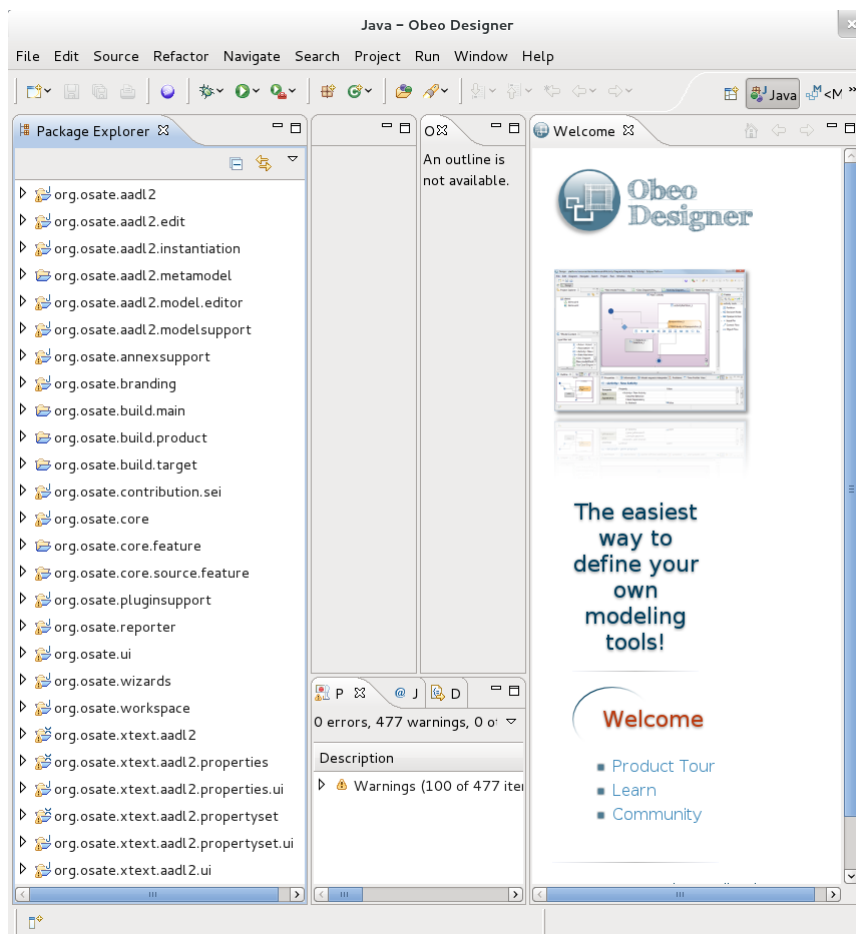 Java – Obeo Designer
File Edit Source Refactor Navigate Search Project Run Window Help
Java <M »
Package Explorer
org.osate.aadl2
org.osate.aadl2.edit
org.osate.aadl2.instantiation
org.osate.aadl2.metamodel
org.osate.aadl2.model.editor
org.osate.aadl2.modelsupport
org.osate.annexsupport
org.osate.branding
org.osate.build.main
org.osate.build.product
org.osate.build.target
org.osate.contribution.sei
org.osate.core
org.osate.core.feature
org.osate.core.source.feature
org.osate.pluginsupport
org.osate.reporter
org.osate.ui
org.osate.wizards
org.osate.workspace
org.osate.xtext.aadl2
org.osate.xtext.aadl2.properties
org.osate.xtext.aadl2.properties.ui
org.osate.xtext.aadl2.propertyset
org.osate.xtext.aadl2.propertyset.ui
org.osate.xtext.aadl2.ui
O
An outline is
not available.
P @ J D
0 errors, 477 warnings, 0 o
Description
Warnings (100 of 477 iter
Welcome
Obeo
Designer
The easiest
way to
define your
own
modeling
tools!
Welcome
Product Tour
Learn
Community